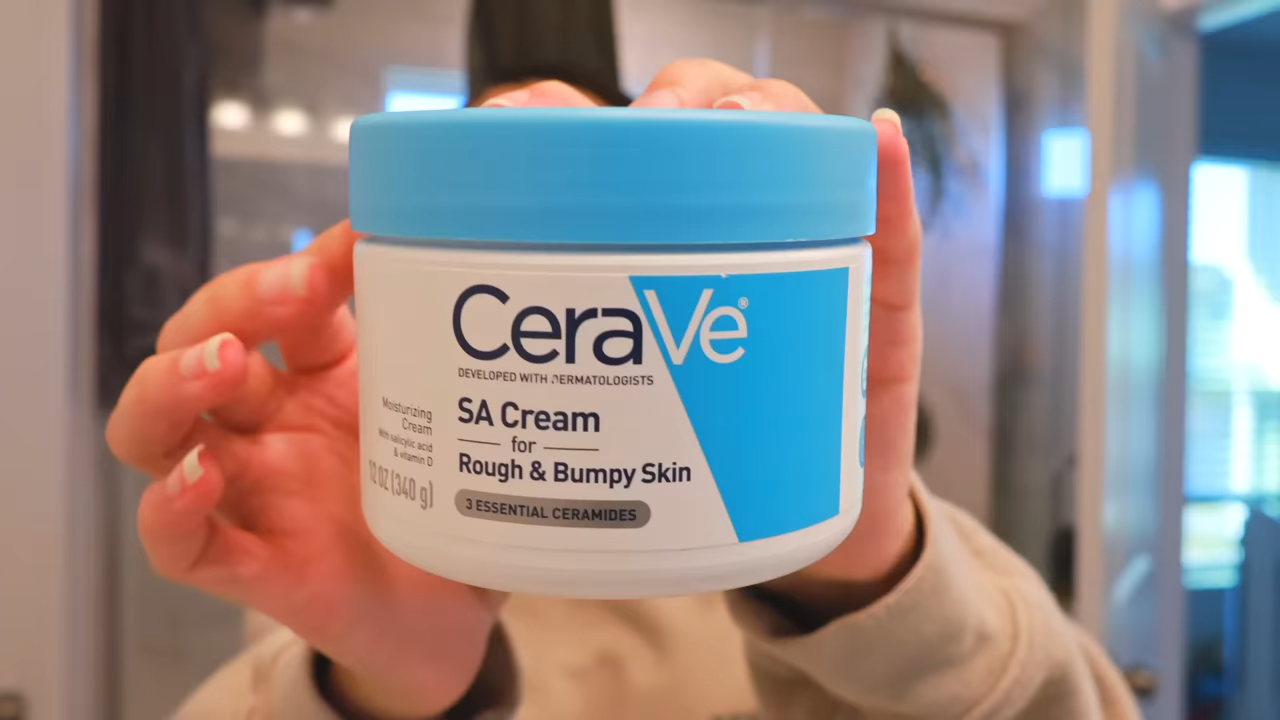 CeraVe®
DEVELOPED WITH DERMATOLOGISTS
SA Cream
for
Rough & Bumpy Skin
3 ESSENTIAL CERAMIDES
Moisturizing
Cream
With salicylic acid
& vitamin D
12 OZ (340 g)